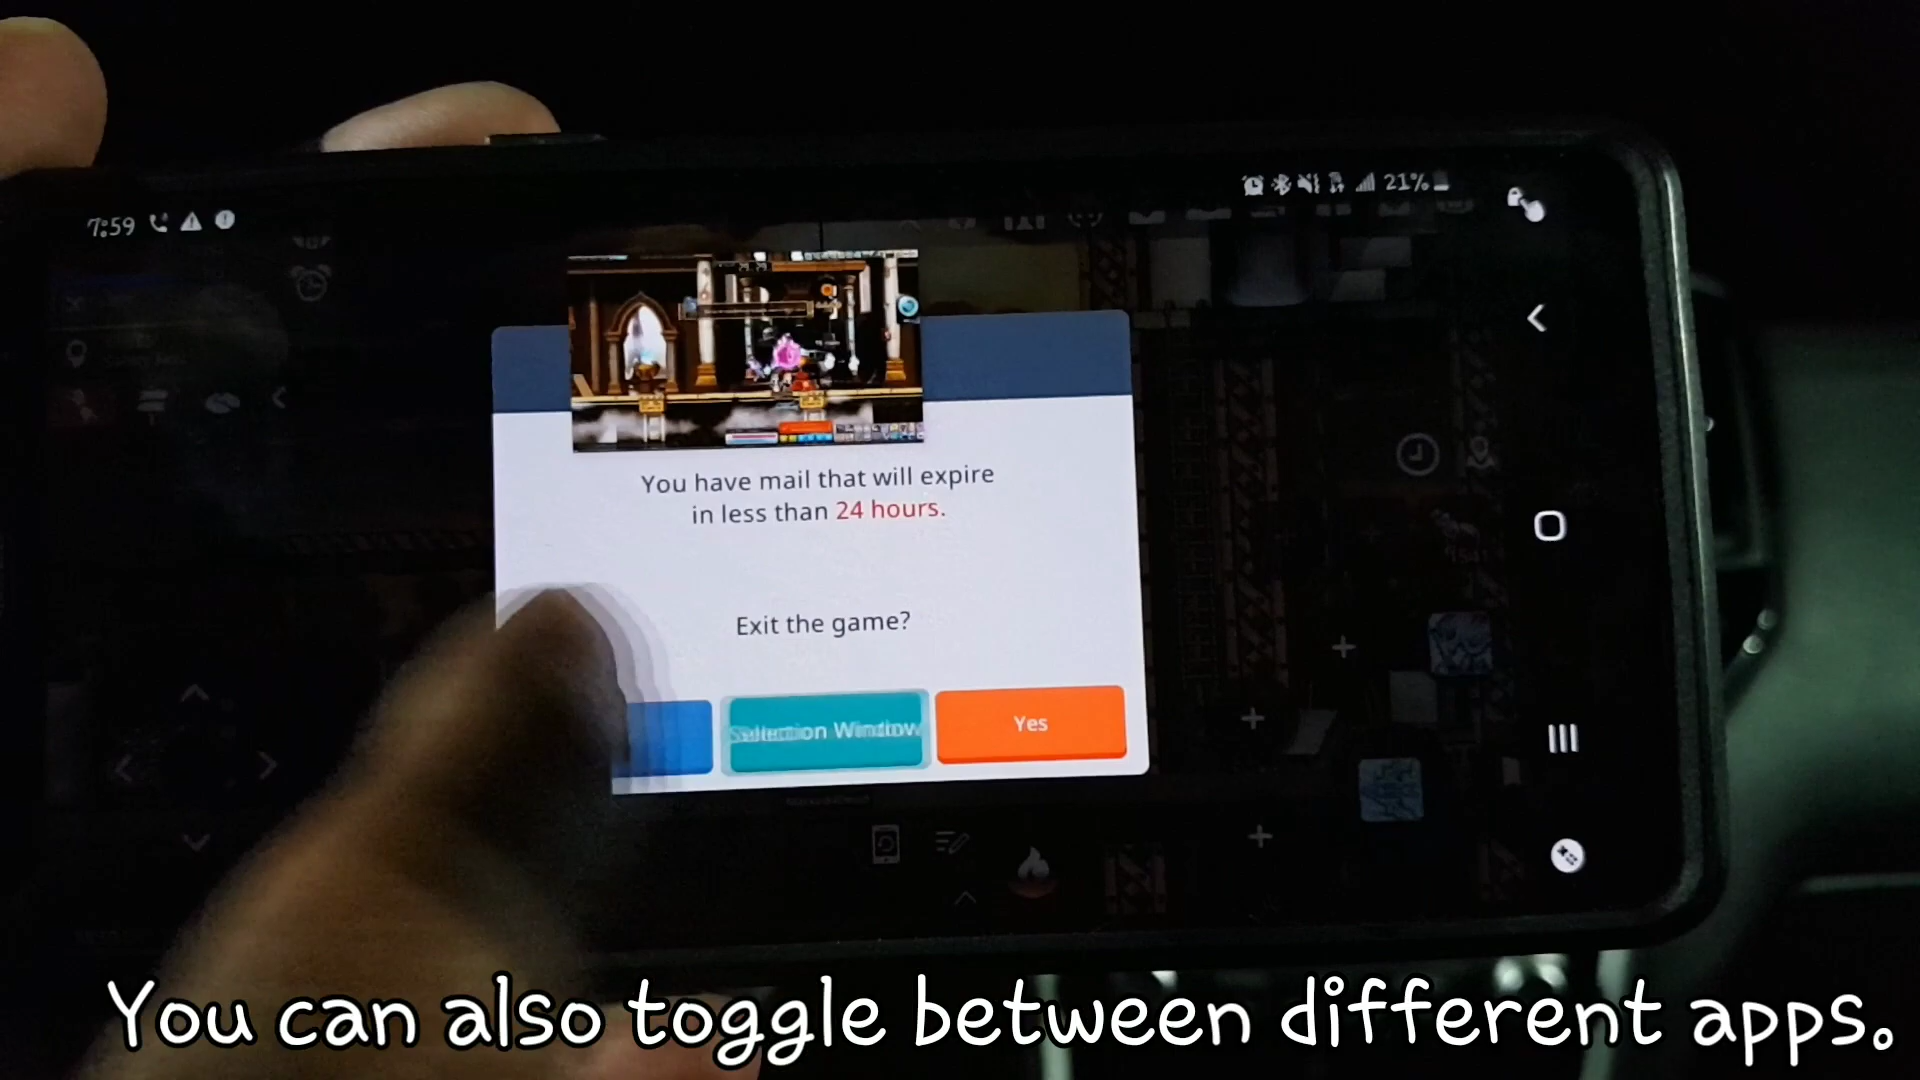 7:59
21%
You have mail that will expire
in less than 24 hours.
Exit the game?
Window
Yes
You can also toggle between different apps.